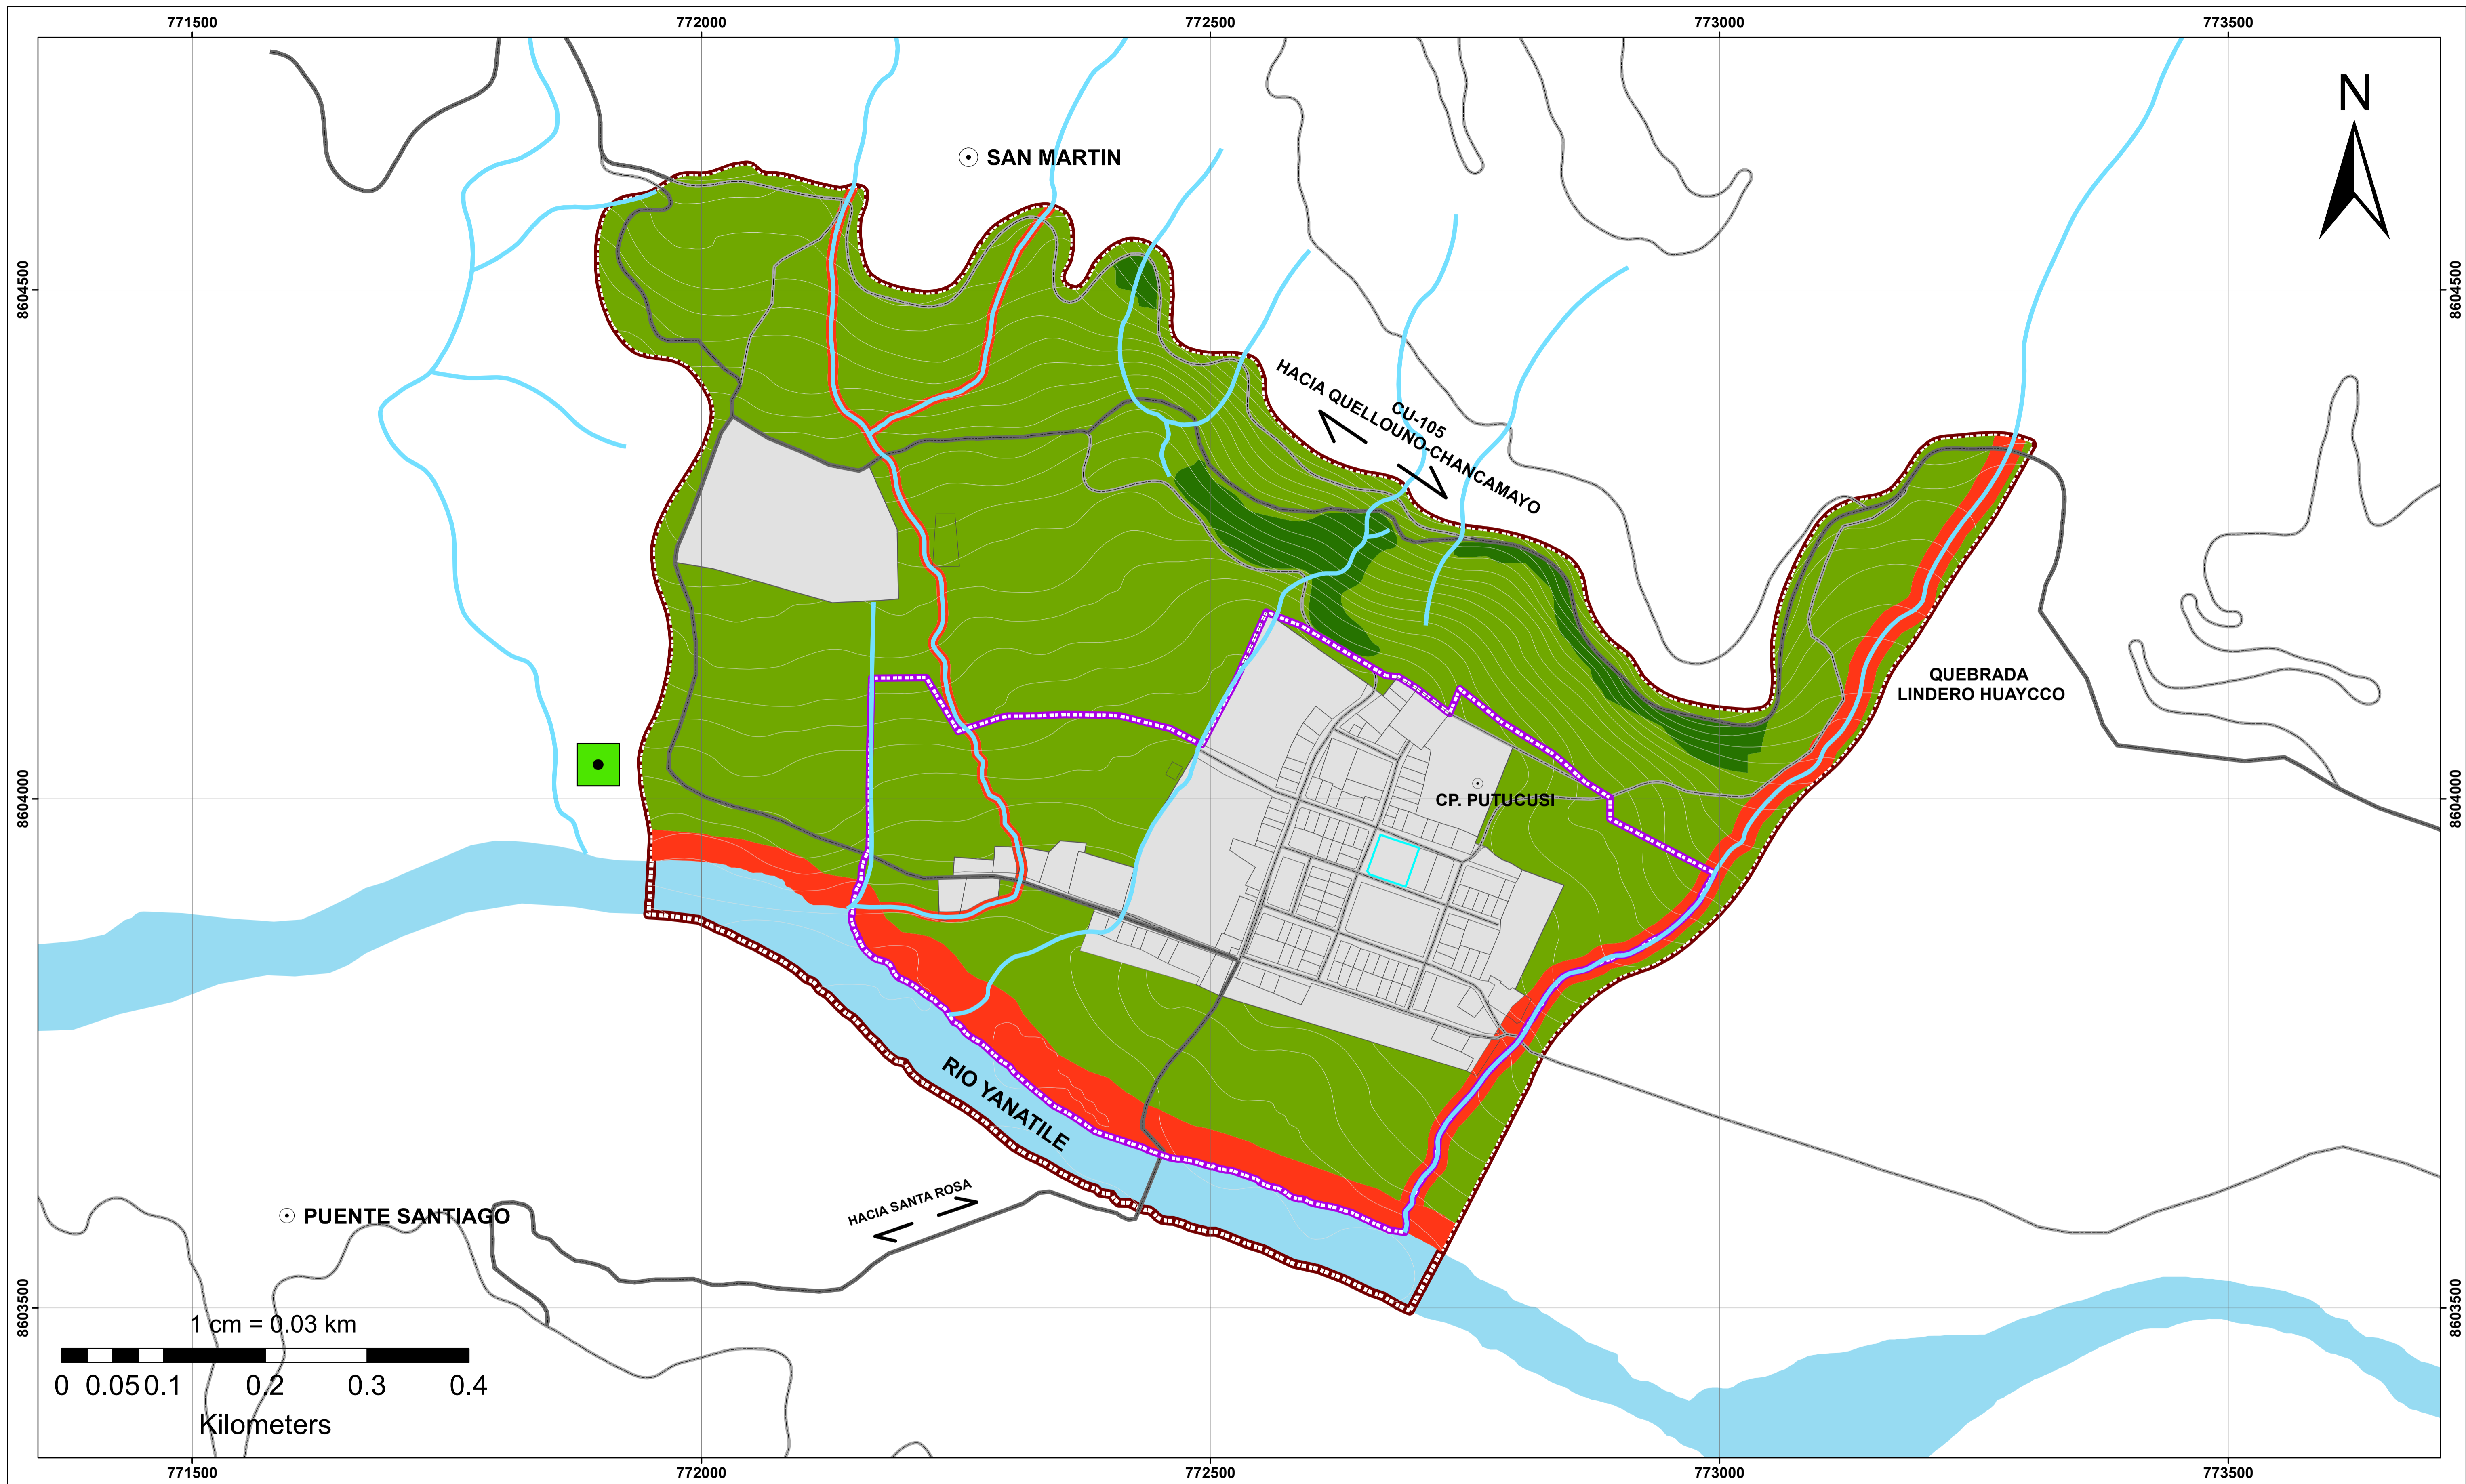 771500 772000 772500 773000 773500
N
SAN MARTIN
8604500 8604500
HACIA QUELLOUNO-CHANCAMAYO
CU-105
QUEBRADA
LINDERO HUAYCCO
8604000 8604000
CP. PUTUCUSI
RIO YANATILE
HACIA SANTA ROSA
PUENTE SANTIAGO
8603500 8603500
1 cm = 0.03 km
0 0.05 0.1 0.2 0.3 0.4
Kilometers
771500 772000 772500 773000 773500